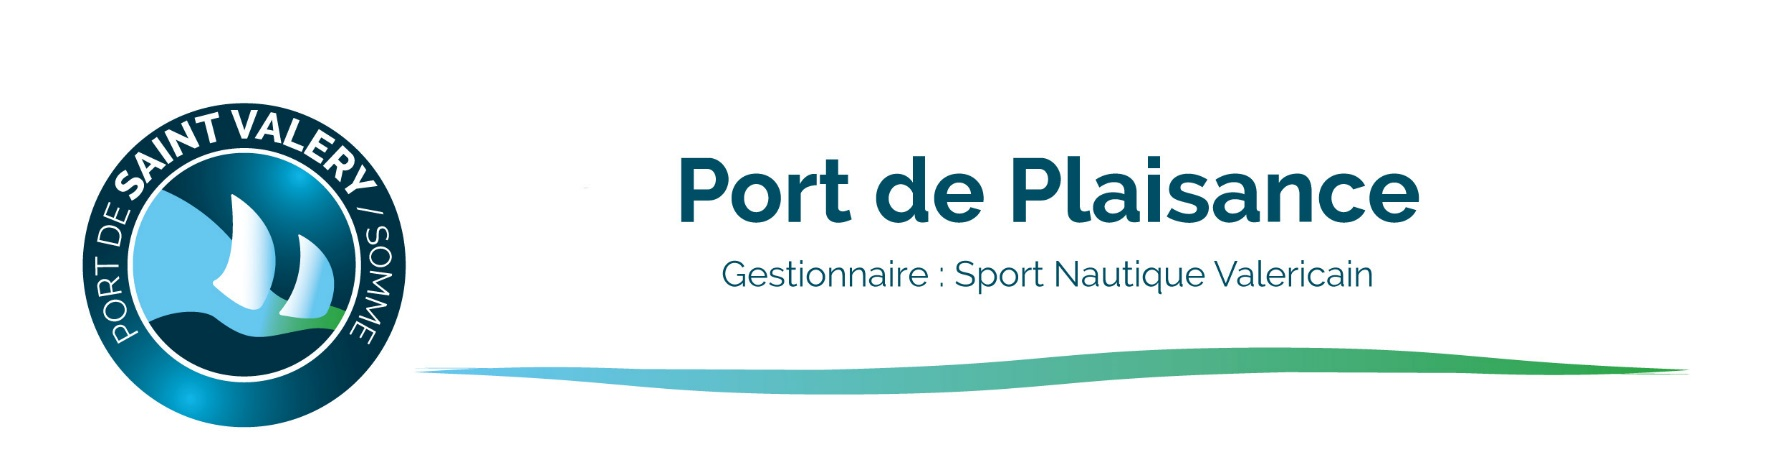 PORT DE SAINT VALERY / SOMME
Port de Plaisance
Gestionnaire : Sport Nautique Valericain